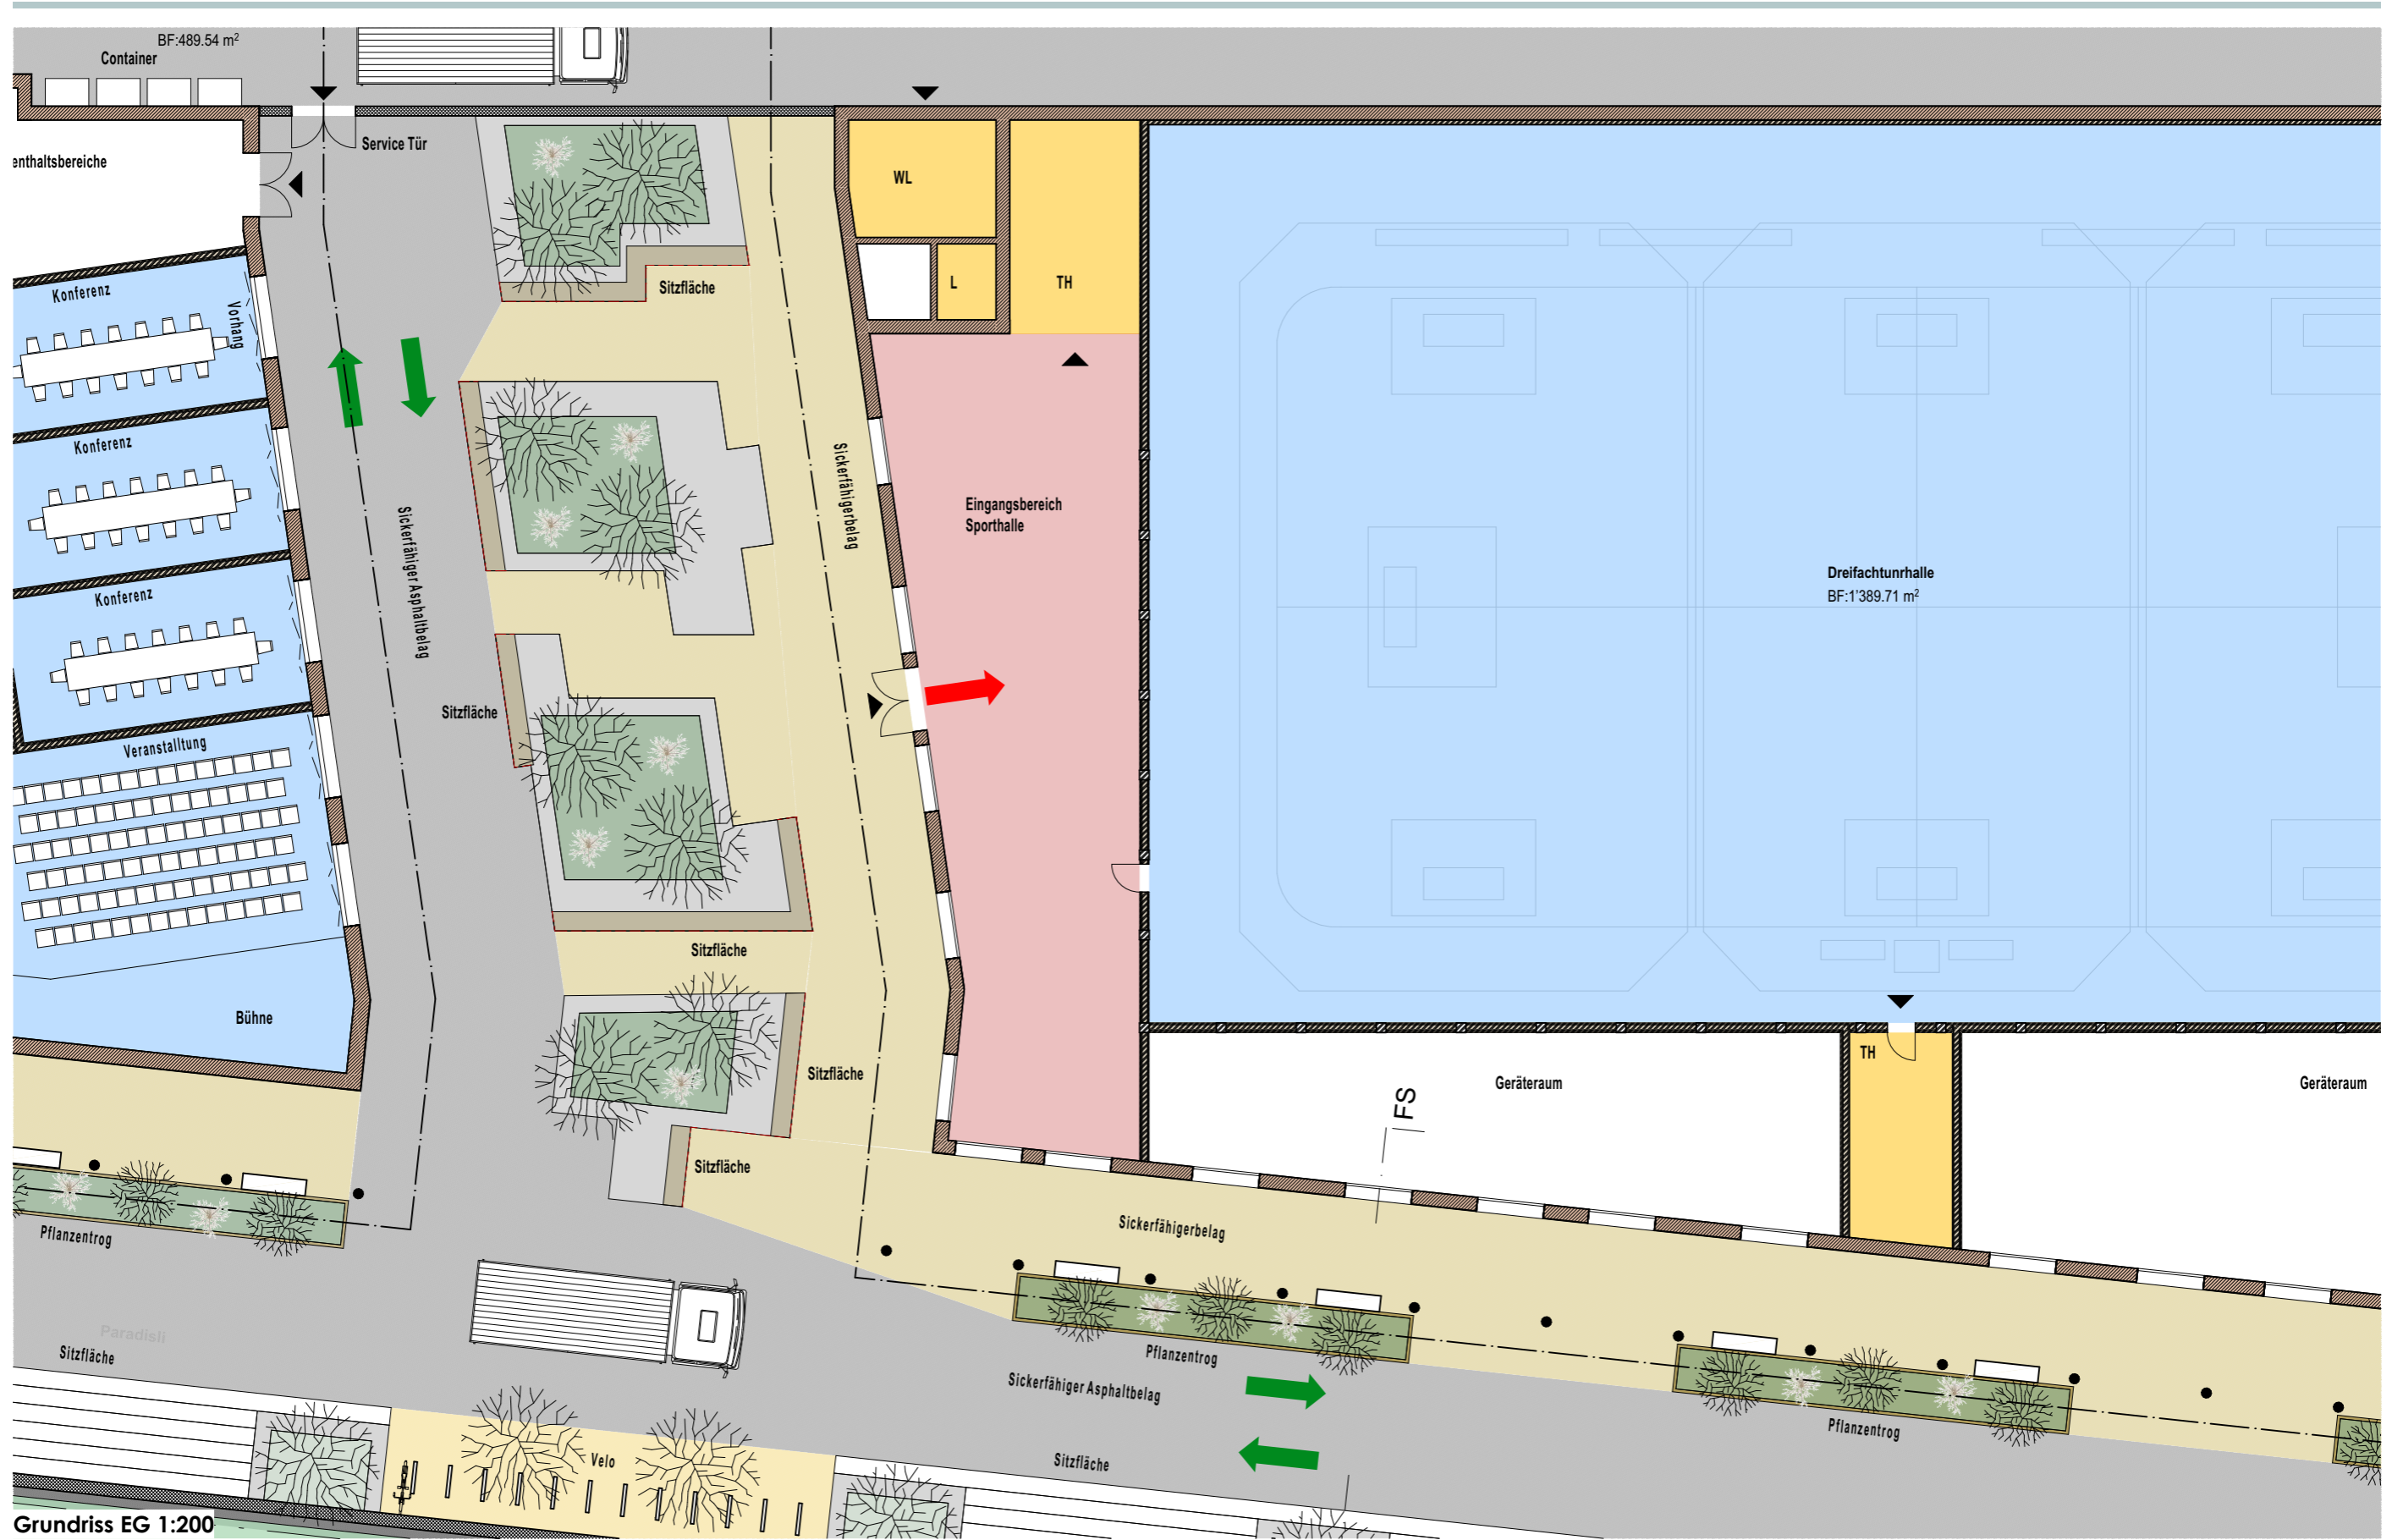 BF:489.54 m²
Container
Service Tür
enthaltsbereiche
WL
Konferenz
Vorhang
Sitzfläche
L
TH
Konferenz
Sickerfähigerbelag
Eingangsbereich
Sporthalle
Sickerfähiger Asphaltbelag
Dreifachtunrhalle
BF:1'389.71 m²
Konferenz
Sitzfläche
Veranstalltung
Sitzfläche
Bühne
TH
Sitzfläche
Geräteraum
Geräteraum
FS
Sitzfläche
Pflanzentrog
Sickerfähigerbelag
Paradisli
Sitzfläche
Pflanzentrog
Sickerfähiger Asphaltbelag
Pflanzentrog
Velo
Sitzfläche
Grundriss EG 1:200